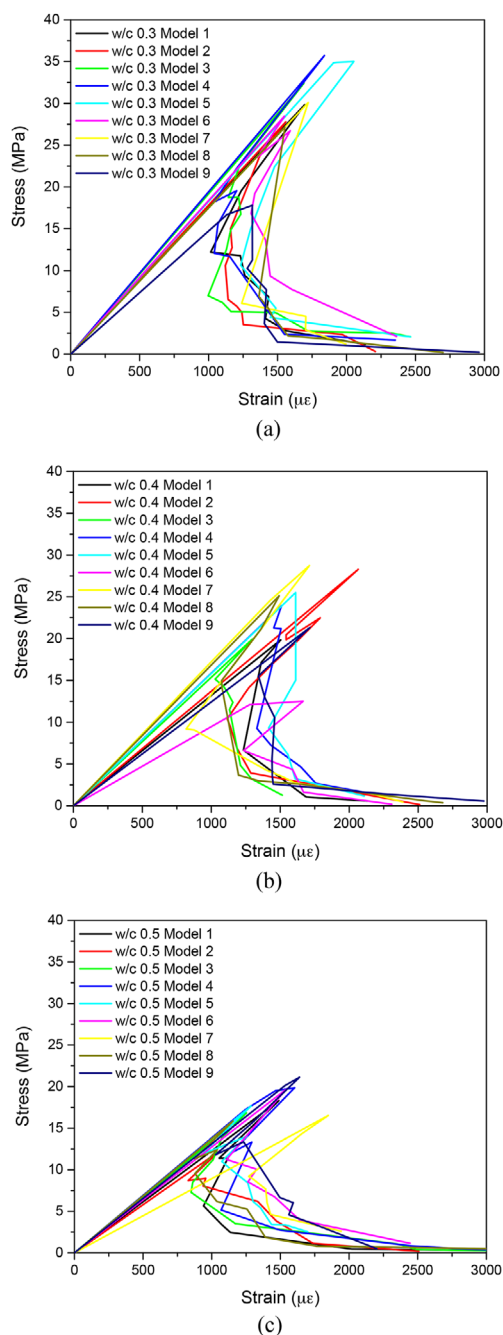 40
35
30
25
20
15
10
5
0
Stress (MPa)
w/c 0.3 Model 1
w/c 0.3 Model 2
w/c 0.3 Model 3
w/c 0.3 Model 4
w/c 0.3 Model 5
w/c 0.3 Model 6
w/c 0.3 Model 7
w/c 0.3 Model 8
w/c 0.3 Model 9
0 500 1000 1500 2000 2500 3000
Strain (με)
(a)
40
35
30
25
20
15
10
5
0
Stress (MPa)
w/c 0.4 Model 1
w/c 0.4 Model 2
w/c 0.4 Model 3
w/c 0.4 Model 4
w/c 0.4 Model 5
w/c 0.4 Model 6
w/c 0.4 Model 7
w/c 0.4 Model 8
w/c 0.4 Model 9
0 500 1000 1500 2000 2500 3000
Strain (με)
(b)
40
35
30
25
20
15
10
5
0
Stress (MPa)
w/c 0.5 Model 1
w/c 0.5 Model 2
w/c 0.5 Model 3
w/c 0.5 Model 4
w/c 0.5 Model 5
w/c 0.5 Model 6
w/c 0.5 Model 7
w/c 0.5 Model 8
w/c 0.5 Model 9
0 500 1000 1500 2000 2500 3000
Strain (με)
(c)